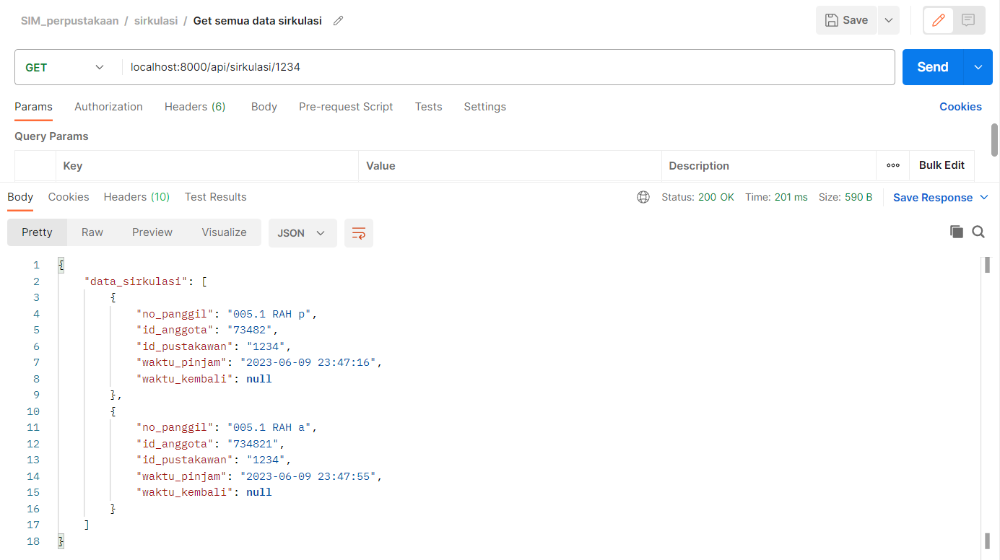 SIM_perpustakaan / sirkulasi / Get semua data sirkulasi
Save
GET localhost:8000/api/sirkulasi/1234
Send
Params Authorization Headers (6) Body Pre-request Script Tests Settings Cookies
Query Params
Key Value Description Bulk Edit
Body Cookies Headers (10) Test Results Status: 200 OK Time: 201 ms Size: 590 B Save Response
Pretty Raw Preview Visualize JSON
1 {
2 "data_sirkulasi": [
3 {
4 "no_panggil": "005.1 RAH p",
5 "id_anggota": "73482",
6 "id_pustakawan": "1234",
7 "waktu_pinjam": "2023-06-09 23:47:16",
8 "waktu_kembali": null
9 },
10 {
11 "no_panggil": "005.1 RAH a",
12 "id_anggota": "734821",
13 "id_pustakawan": "1234",
14 "waktu_pinjam": "2023-06-09 23:47:55",
15 "waktu_kembali": null
16 }
17 ]
18 }